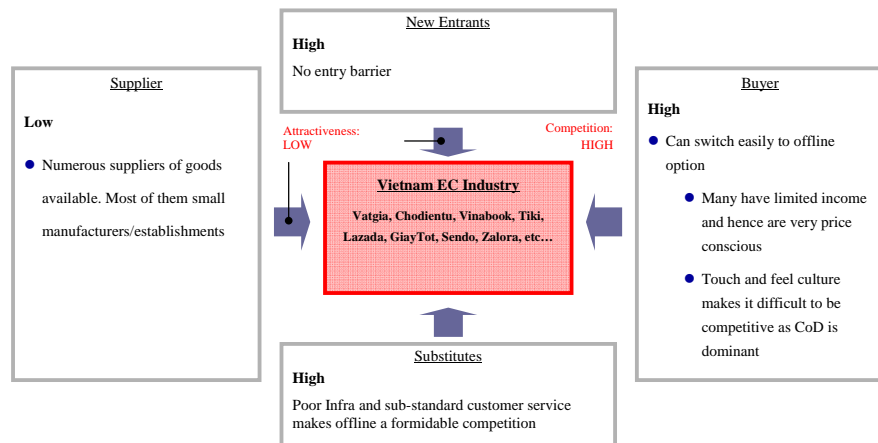 New Entrants
High
No entry barrier
Supplier
Low
Numerous suppliers of goods
available. Most of them small
manufacturers/establishments
Attractiveness:
LOW
Competition:
HIGH
Vietnam EC Industry
Vatgia, Chodientu, Vinabook, Tiki,
Lazada, GiayTot, Sendo, Zalora, etc…
Buyer
High
Can switch easily to offline
option
Many have limited income
and hence are very price
conscious
Touch and feel culture
makes it difficult to be
competitive as CoD is
dominant
Substitutes
High
Poor Infra and sub-standard customer service
makes offline a formidable competition